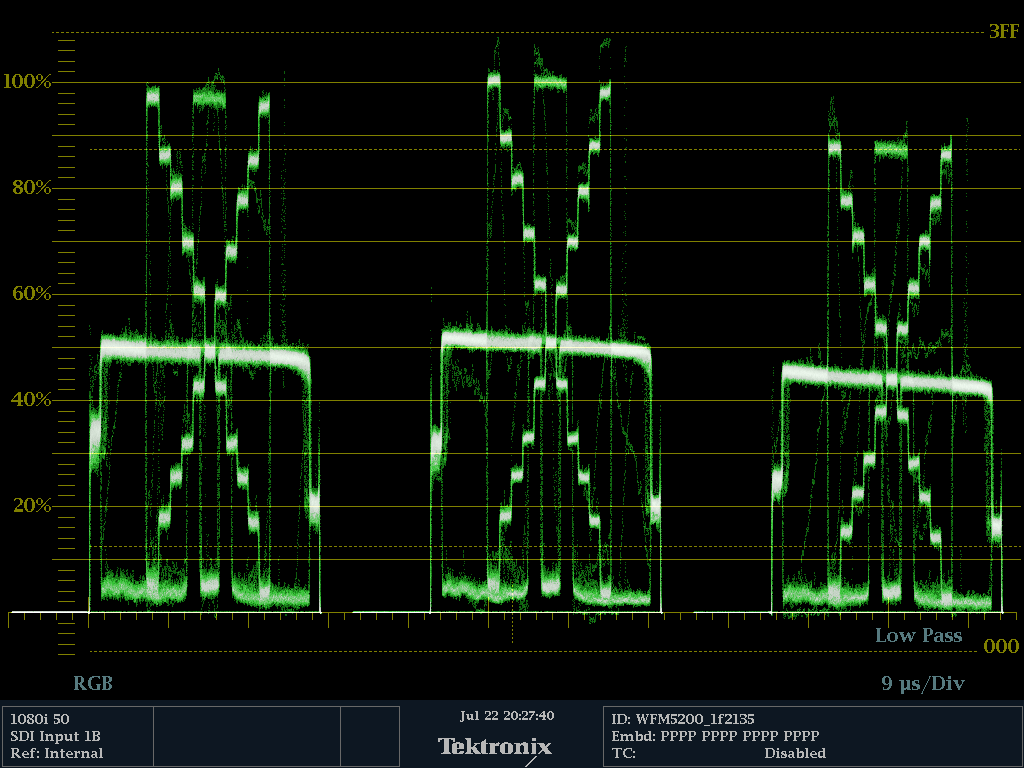 3FF
100%
80%
60%
40%
20%
Low Pass
000
RGB
9 µs/Div
1080i 50
SDI Input 1B
Ref: Internal
Jul 22 20:27:40
Tektronix
ID: WFM5200_1f2135
Embd: PPPP PPPP PPPP PPPP
TC: Disabled